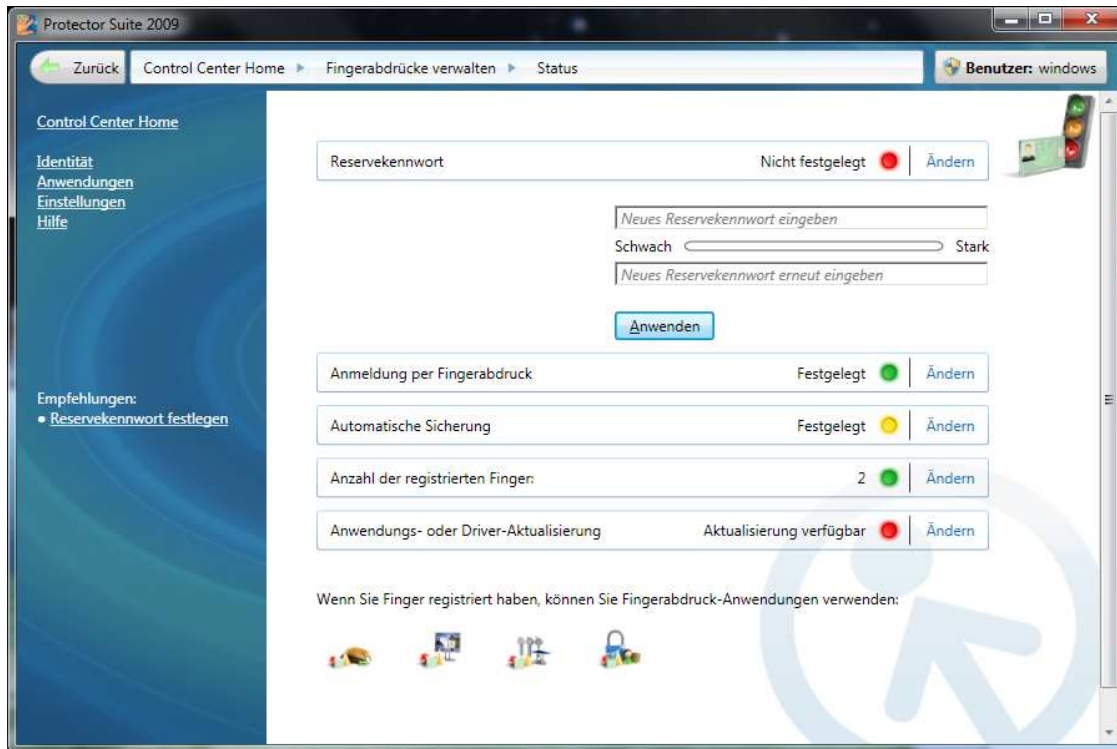 Protector Suite 2009
Zurück Control Center Home Fingerabdrücke verwalten Status Benutzer: windows
Control Center Home
Identität
Anwendungen
Einstellungen
Hilfe
Empfehlungen:
• Reservekennwort festlegen
Reservekennwort Nicht festgelegt Ändern
Neues Reservekennwort eingeben
Schwach Stark
Neues Reservekennwort erneut eingeben
Anwenden
Anmeldung per Fingerabdruck Festgelegt Ändern
Automatische Sicherung Festgelegt Ändern
Anzahl der registrierten Finger: 2 Ändern
Anwendungs- oder Driver-Aktualisierung Aktualisierung verfügbar Ändern
Wenn Sie Finger registriert haben, können Sie Fingerabdruck-Anwendungen verwenden: